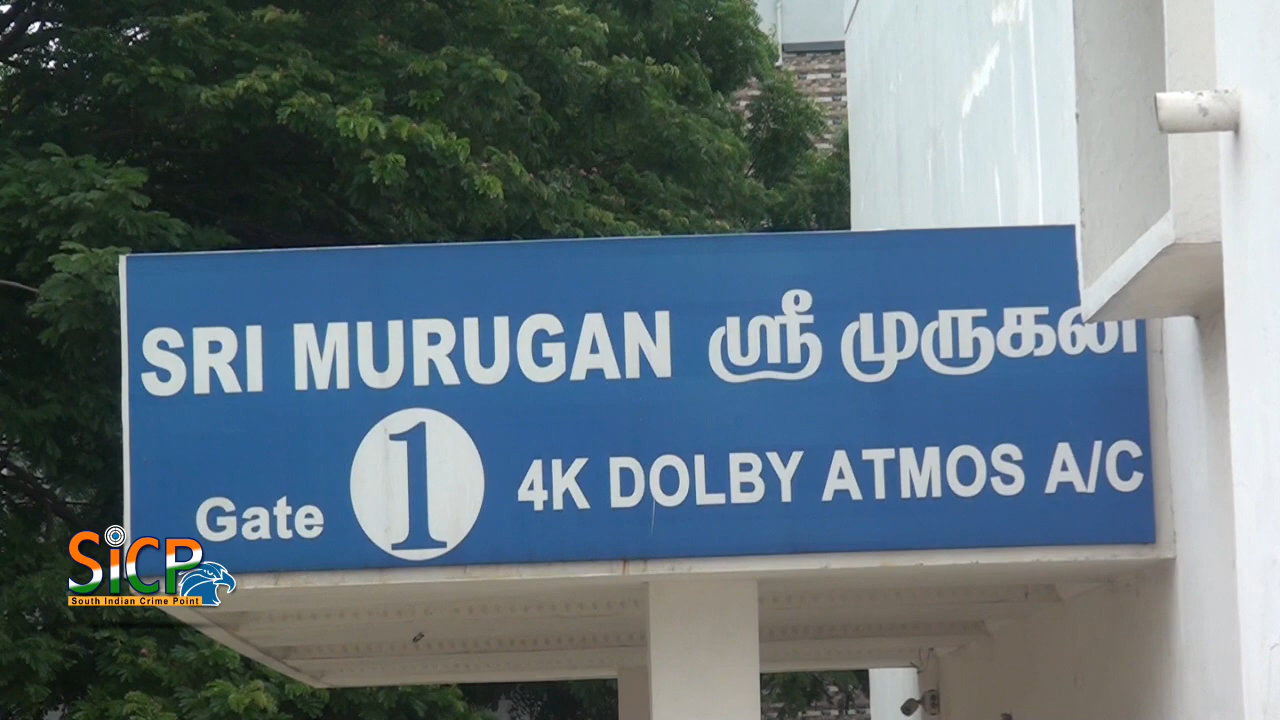 SRI MURUGAN ஸ்ரீ முருகன்
Gate 1 4K DOLBY ATMOS A/C
SiCP
South Indian Crime Point